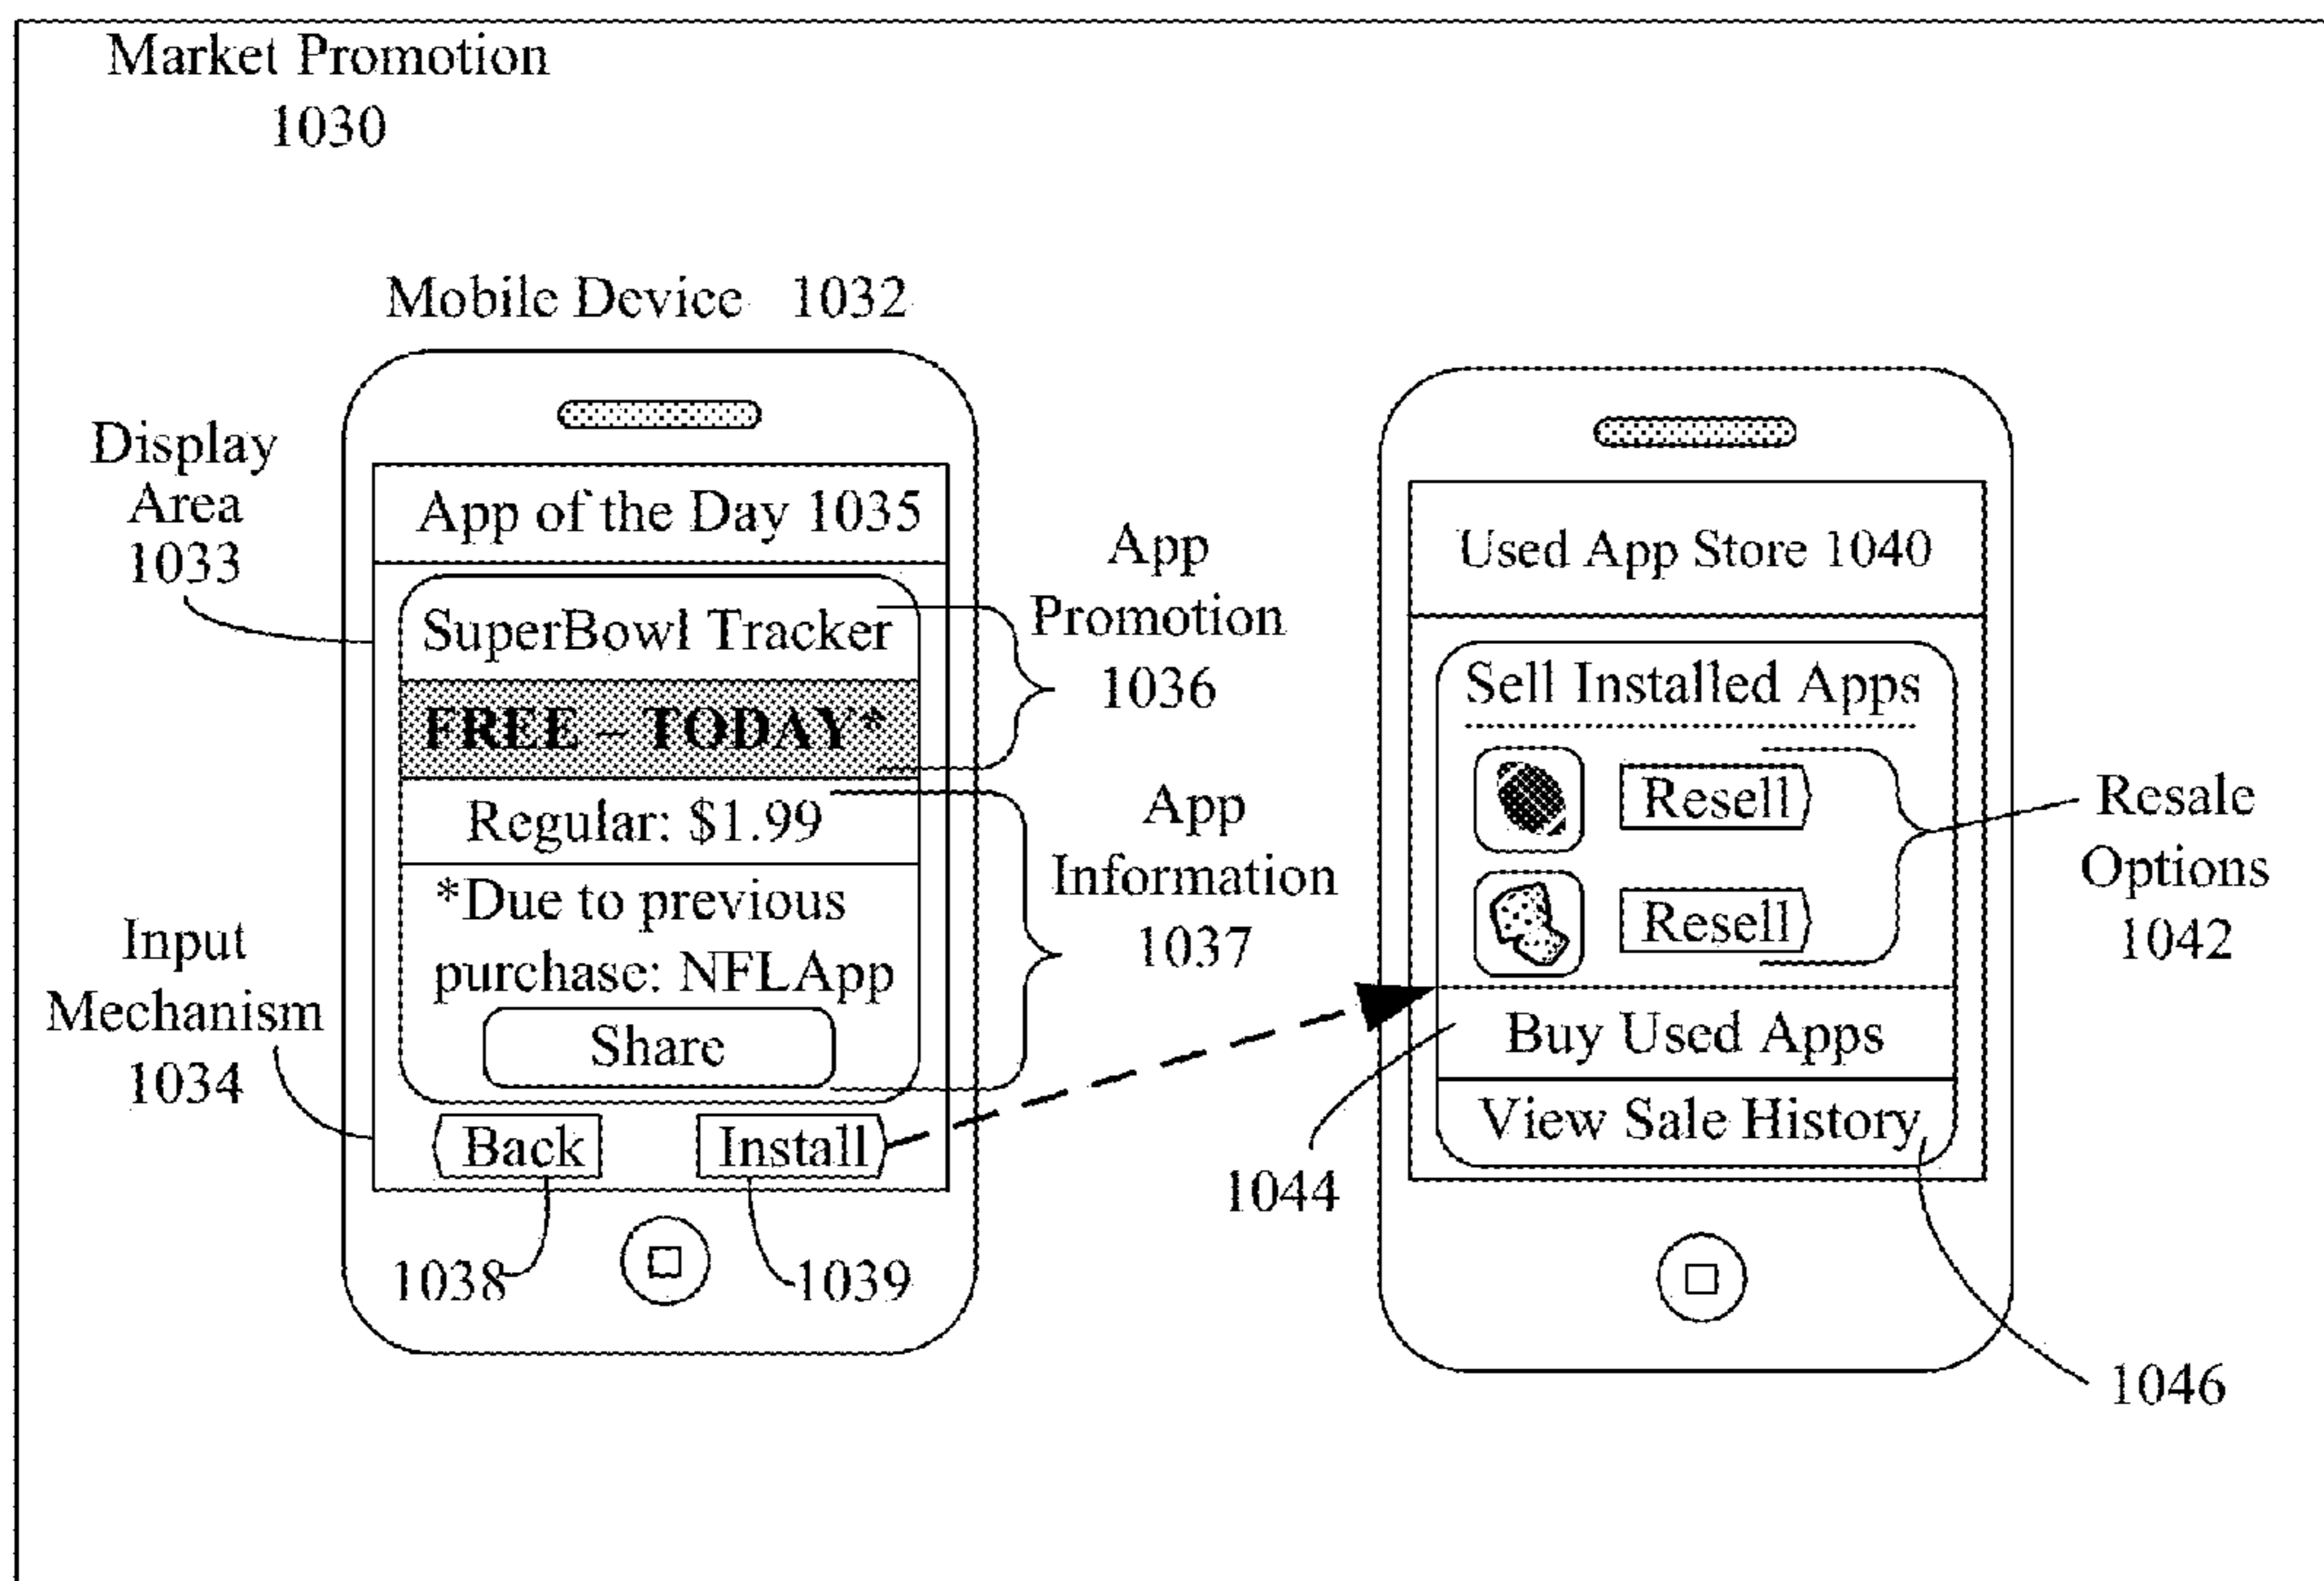 Market Promotion
1030
Mobile Device 1032
Display
Area
1033
App of the Day 1035
SuperBowl Tracker
FREE – TODAY*
Regular: $1.99
*Due to previous
purchase: NFLApp
Share
Back
Install
Input
Mechanism
1034
1038
1039
App
Promotion
1036
App
Information
1037
Used App Store 1040
Sell Installed Apps
Resell
Resell
Buy Used Apps
View Sale History
Resale
Options
1042
1044
1046